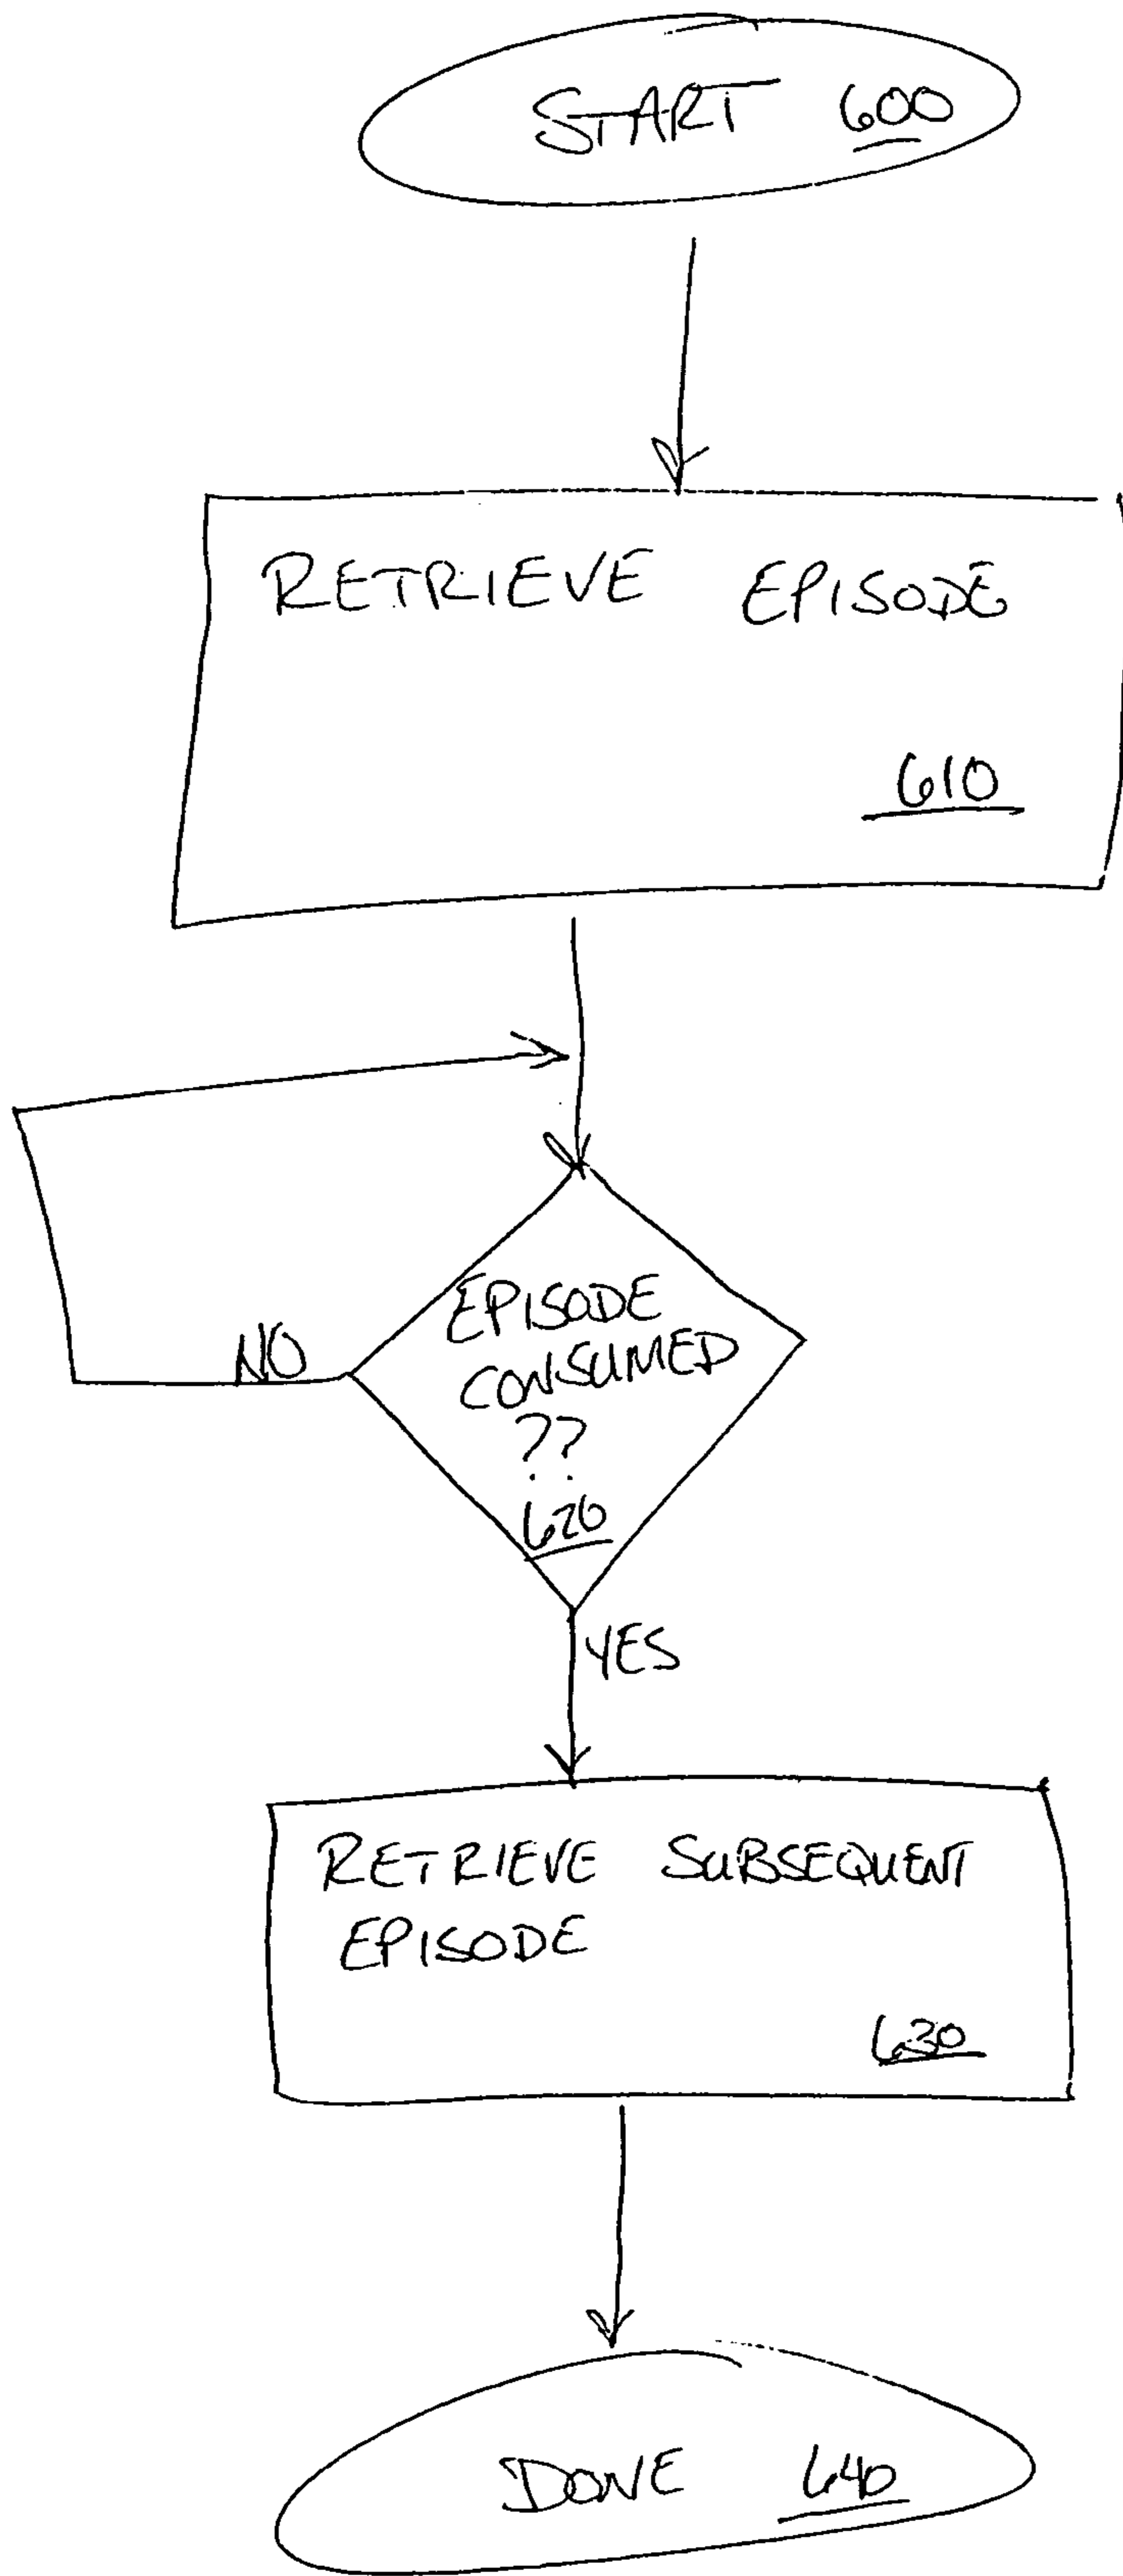 START 600
RETRIEVE EPISODE
610
EPISODE
CONSUMED
??
620
NO
YES
RETRIEVE SUBSEQUENT
EPISODE
630
DONE 640